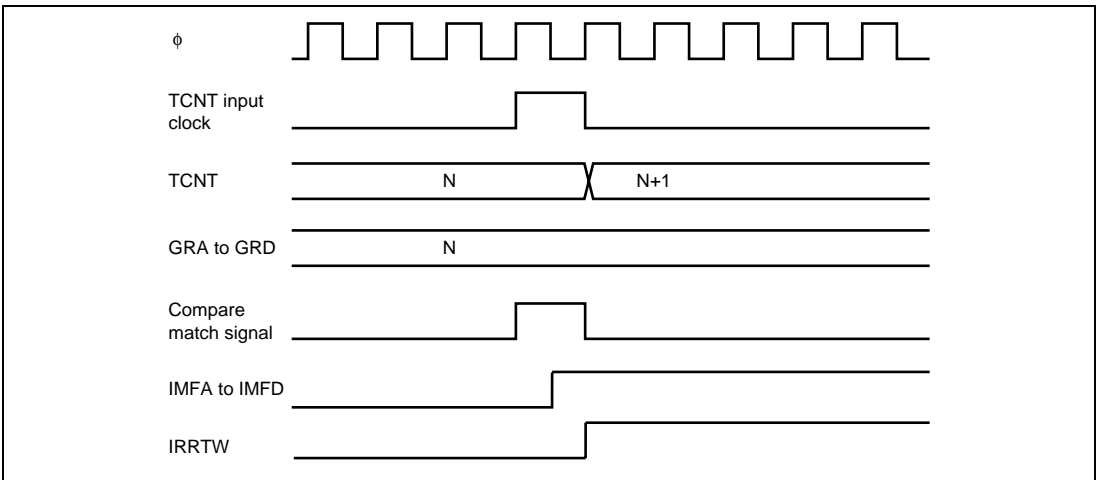 ϕ
TCNT input
clock
TCNT
N
N+1
GRA to GRD
N
Compare
match signal
IMFA to IMFD
IRRTW